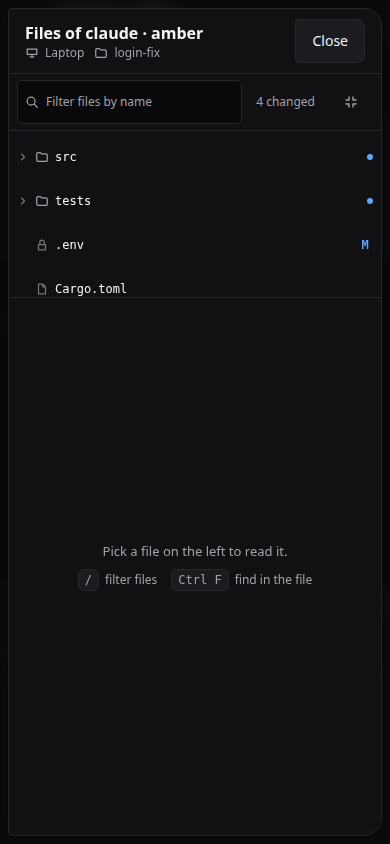 Files of claude · amber
Close
Laptop login-fix
Filter files by name
4 changed
src
tests
.env M
Cargo.toml
Pick a file on the left to read it.
/ filter files Ctrl F find in the file